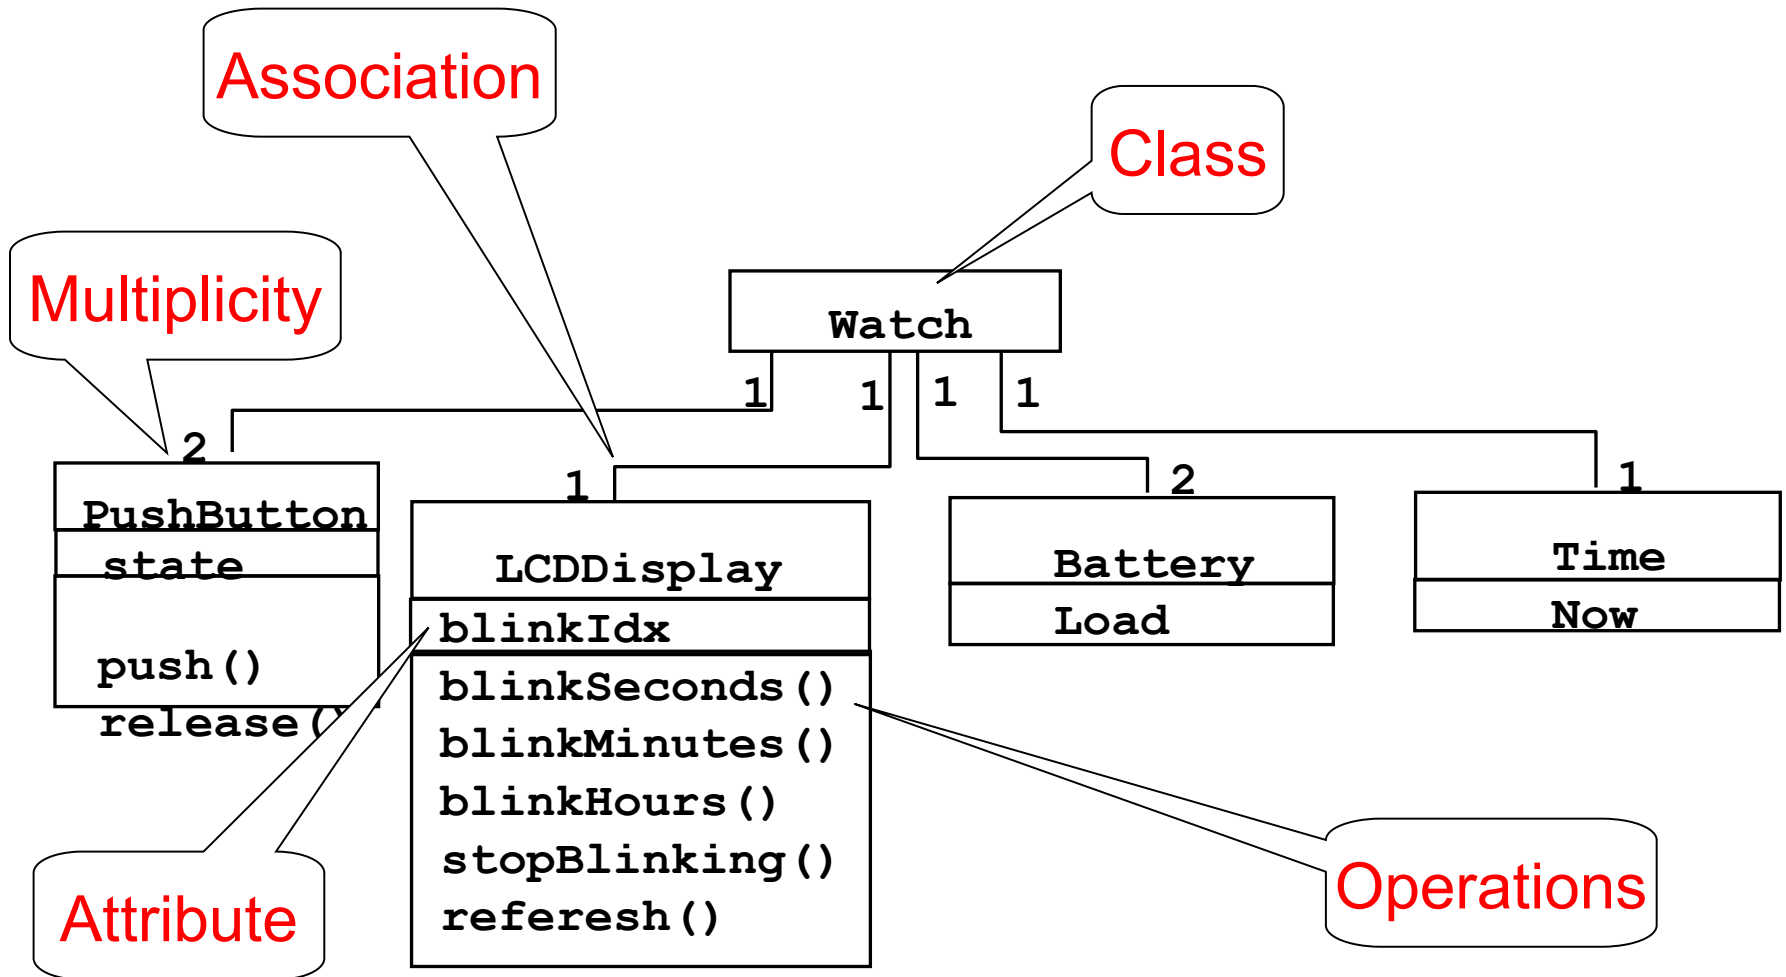 Association
Class
Multiplicity
Watch
1
1
1
1
2
1
2
1
PushButton
state
push()
release()
LCDDisplay
blinkIdx
blinkSeconds()
blinkMinutes()
blinkHours()
stopBlinking()
referesh()
Battery
Load
Time
Now
Attribute
Operations